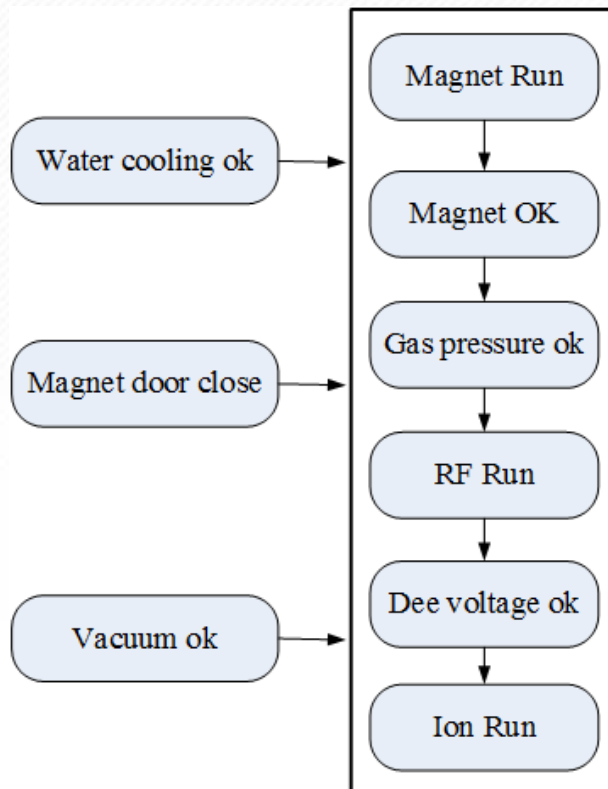 Water cooling ok
Magnet door close
Vacuum ok
Magnet Run
Magnet OK
Gas pressure ok
RF Run
Dee voltage ok
Ion Run